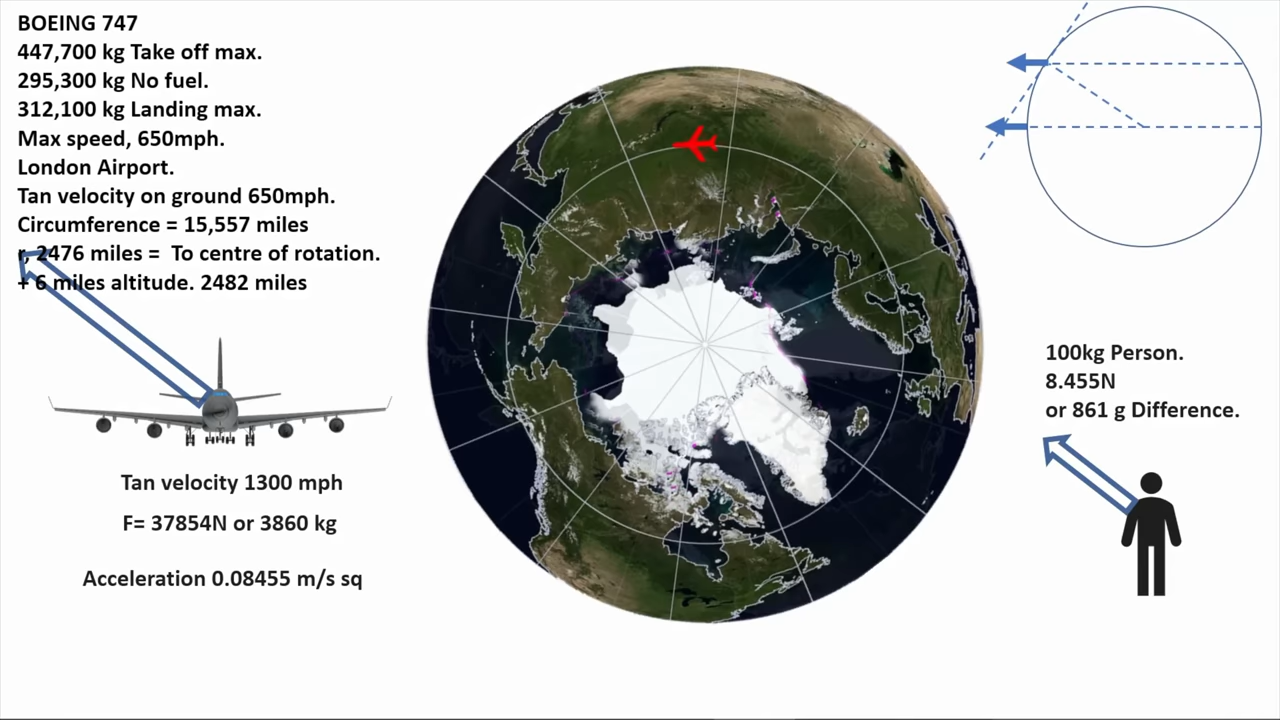 BOEING 747
447,700 kg Take off max.
295,300 kg No fuel.
312,100 kg Landing max.
Max speed, 650mph.
London Airport.
Tan velocity on ground 650mph.
Circumference = 15,557 miles
r, 2476 miles =  To centre of rotation.
+ 6 miles altitude. 2482 miles
Tan velocity 1300 mph
F= 37854N or 3860 kg
Acceleration 0.08455 m/s sq
100kg Person.
8.455N
or 861 g Difference.